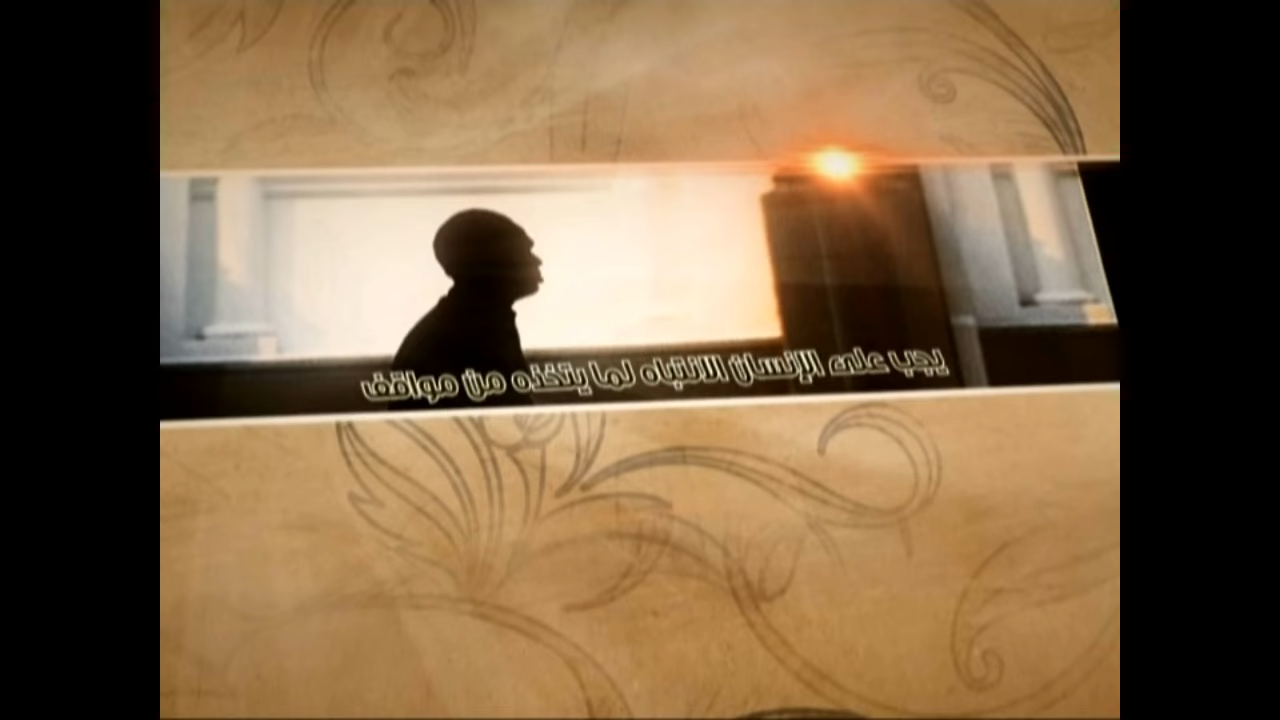 يجب على الإنسان الانتباه لما يتخذه من مواقف